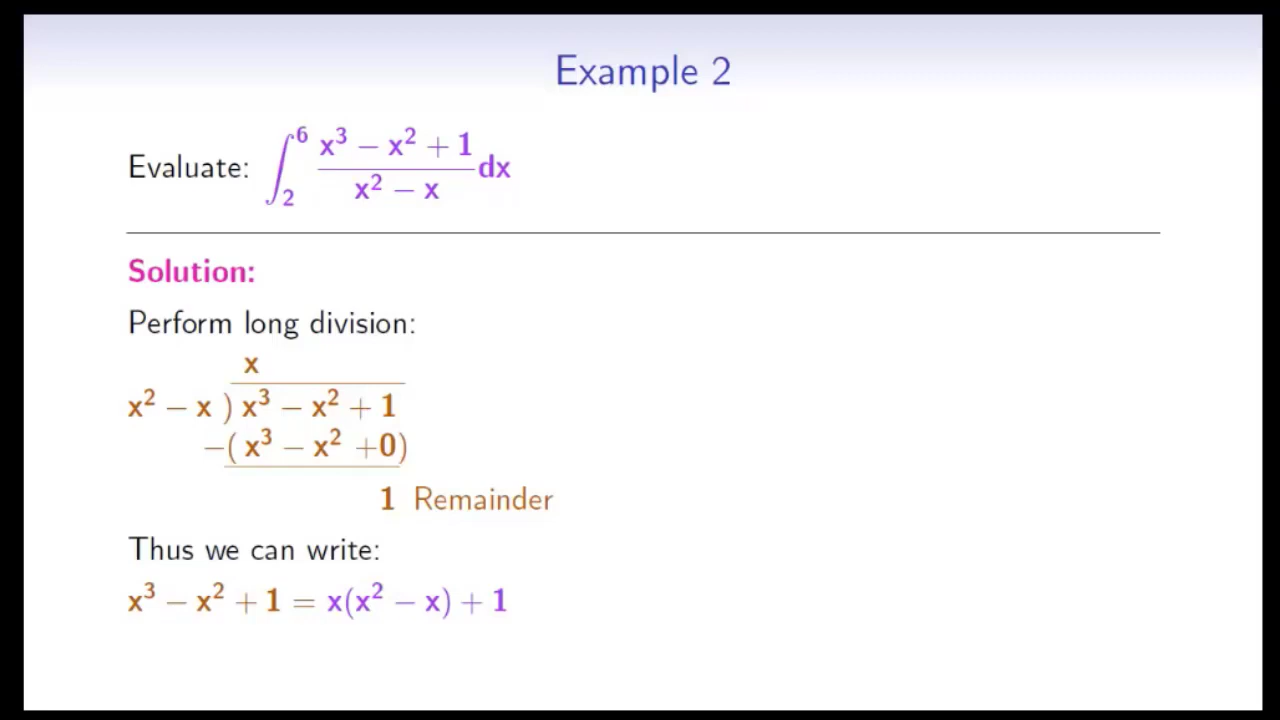 Example 2
Evaluate: ∫₂⁶ (x³ − x² + 1)/(x² − x) dx
Solution:
Perform long division:
x
x² − x ) x³ − x² + 1
−( x³ − x² +0)
1 Remainder
Thus we can write:
x³ − x² + 1 = x(x² − x) + 1